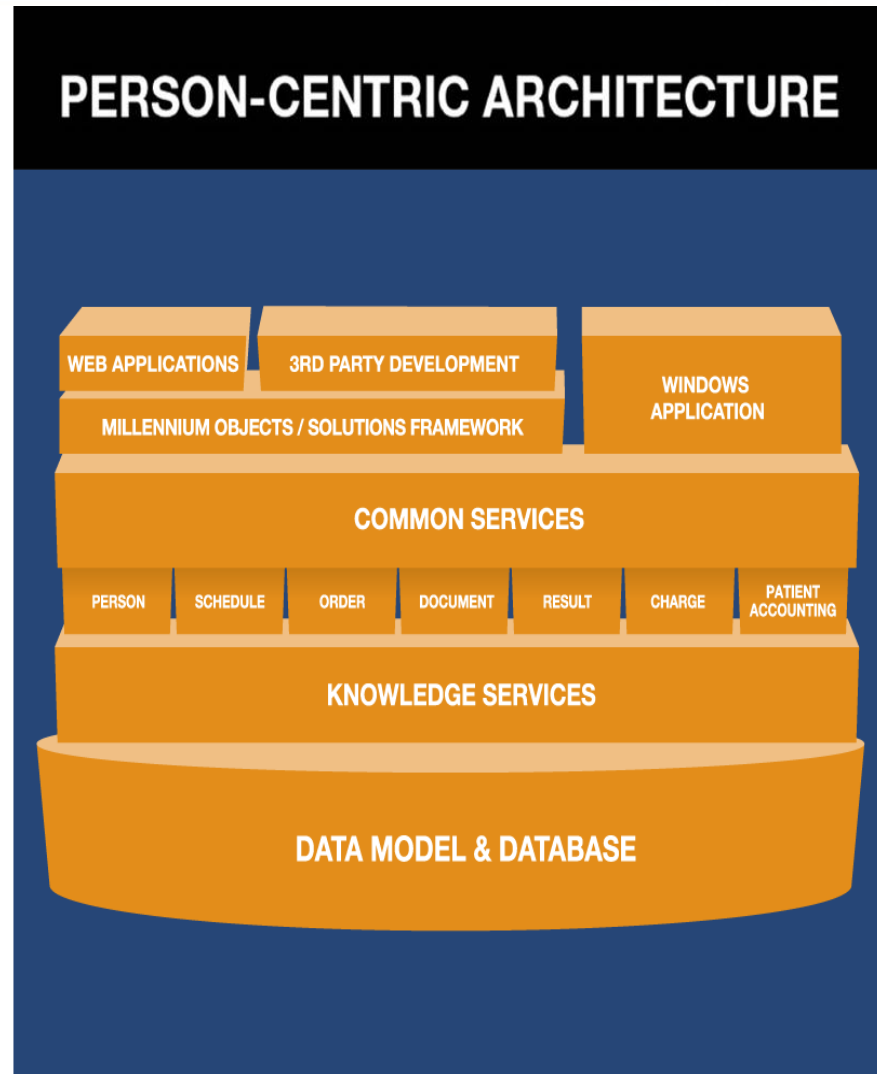 PERSON-CENTRIC ARCHITECTURE
WEB APPLICATIONS
3RD PARTY DEVELOPMENT
WINDOWS
APPLICATION
MILLENNIUM OBJECTS / SOLUTIONS FRAMEWORK
COMMON SERVICES
PERSON
SCHEDULE
ORDER
DOCUMENT
RESULT
CHARGE
PATIENT
ACCOUNTING
KNOWLEDGE SERVICES
DATA MODEL & DATABASE